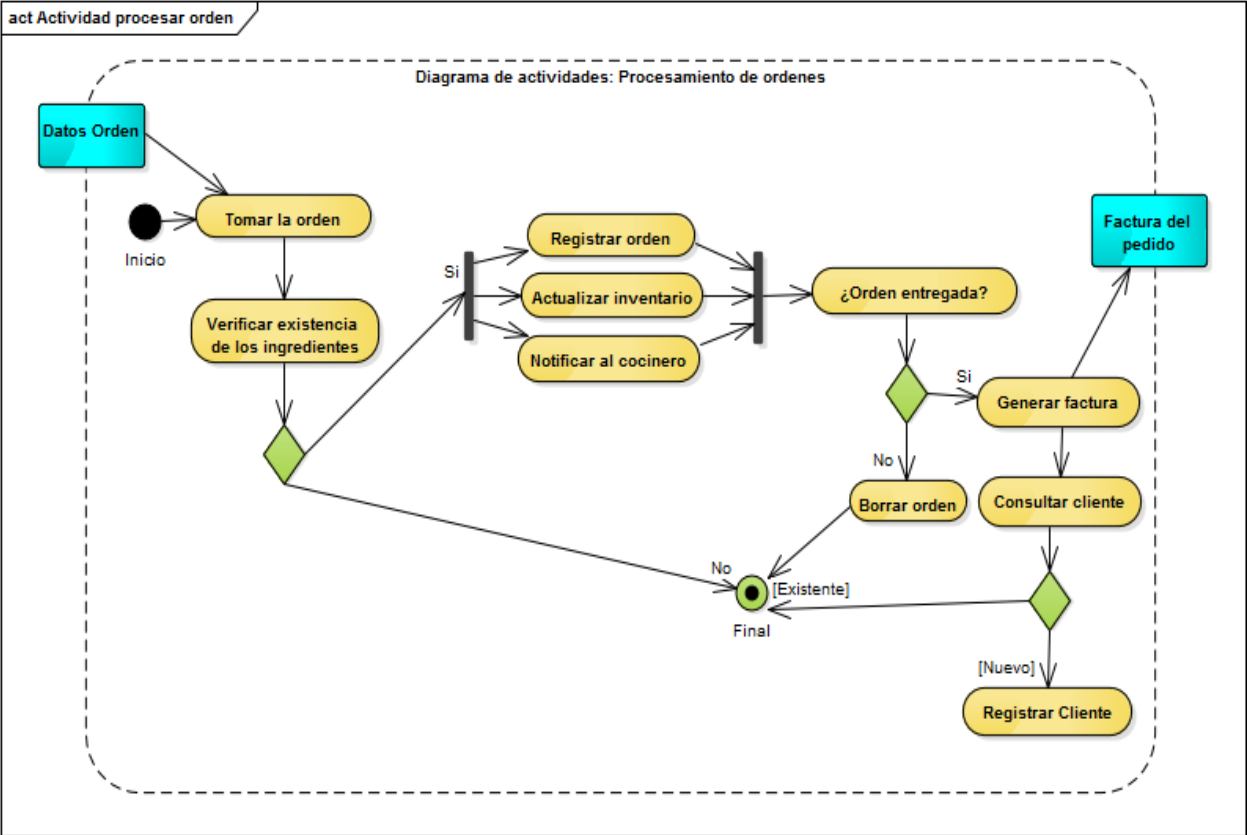 act Actividad procesar orden
Diagrama de actividades: Procesamiento de ordenes
Datos Orden
Tomar la orden
Inicio
Verificar existencia
de los ingredientes
Si
Registrar orden
Actualizar inventario
Notificar al cocinero
¿Orden entregada?
Factura del
pedido
Si
Generar factura
No
Borrar orden
Consultar cliente
No
[Existente]
Final
[Nuevo]
Registrar Cliente